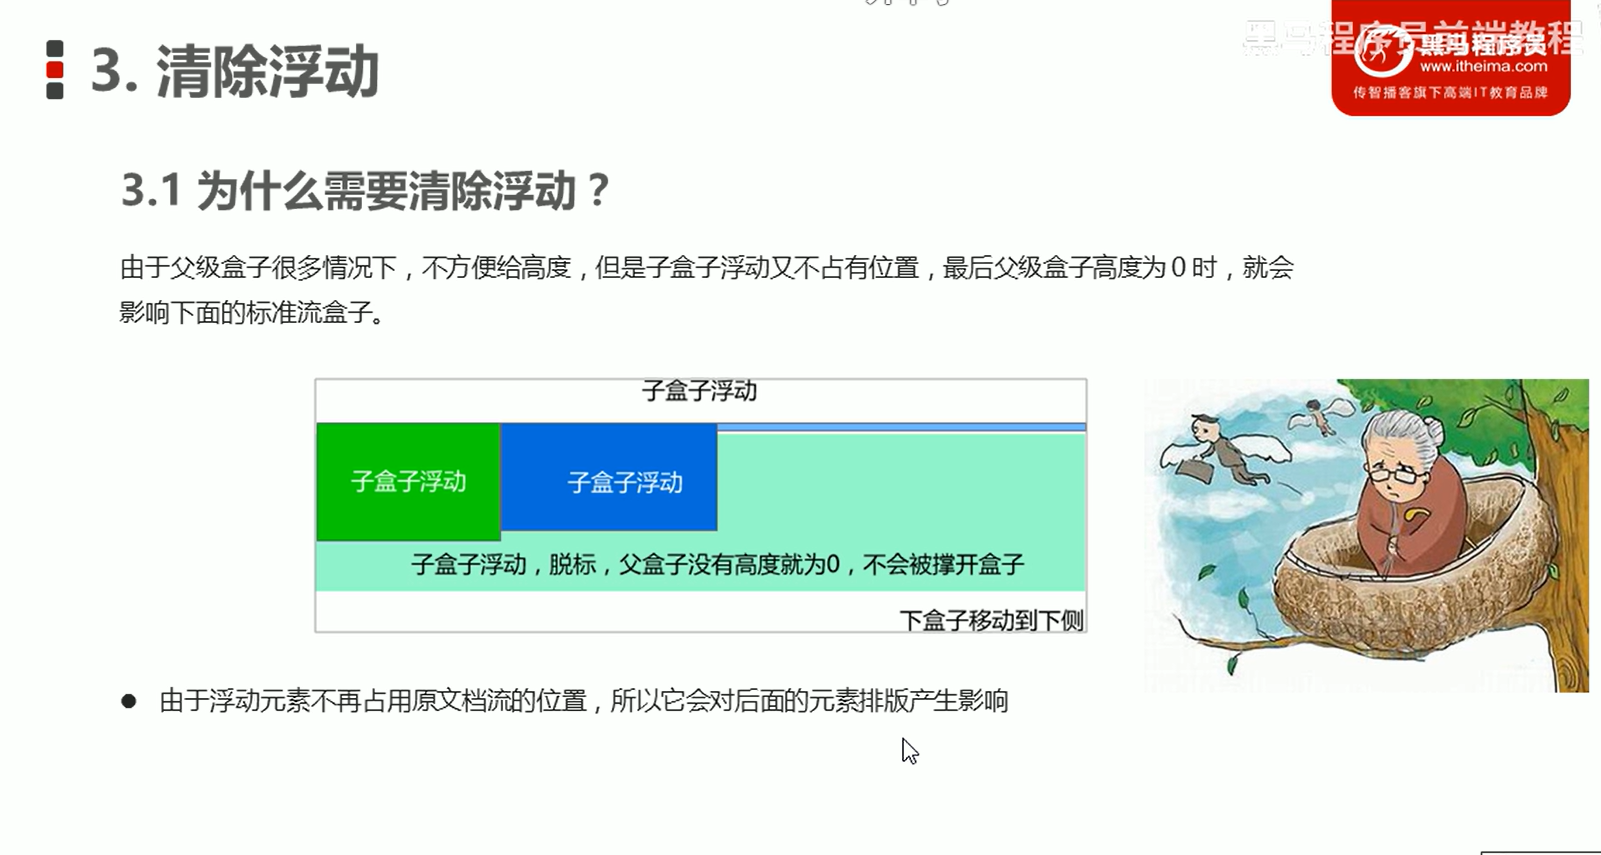 黑马程序员前端教程
黑马程序员
www.itheima.com
传智播客旗下高端IT教育品牌
3. 清除浮动
3.1 为什么需要清除浮动？
由于父级盒子很多情况下，不方便给高度，但是子盒子浮动又不占有位置，最后父级盒子高度为 0 时，就会
影响下面的标准流盒子。
子盒子浮动
子盒子浮动
子盒子浮动
子盒子浮动，脱标，父盒子没有高度就为0，不会被撑开盒子
下盒子移动到下侧
● 由于浮动元素不再占用原文档流的位置，所以它会对后面的元素排版产生影响